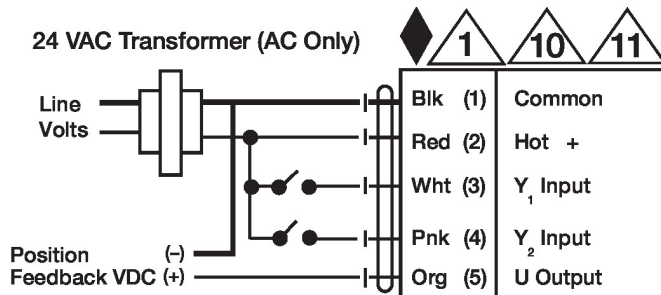 24 VAC Transformer (AC Only)
1 10 11
Line
Volts
Blk (1) Common
Red (2) Hot +
Wht (3) Y1 Input
Pnk (4) Y2 Input
Position (–)
Feedback VDC (+)
Org (5) U Output